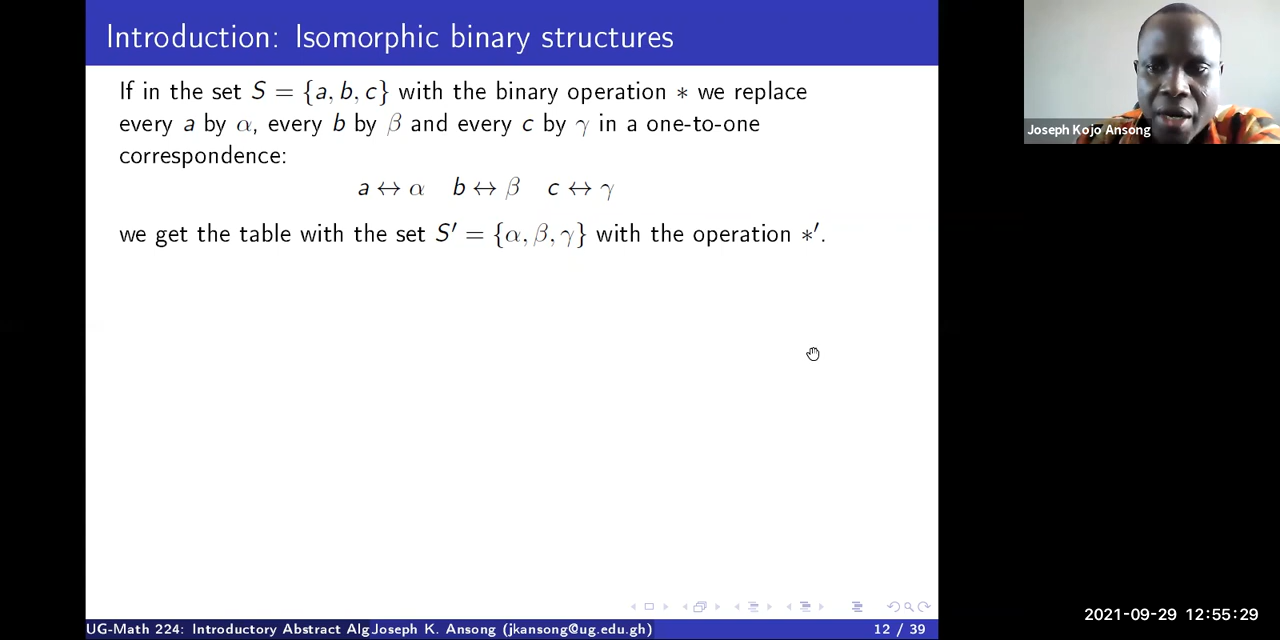 Introduction: Isomorphic binary structures
If in the set S = {a, b, c} with the binary operation ∗ we replace
every a by α, every b by β and every c by γ in a one-to-one
correspondence:
a ↔ α b ↔ β c ↔ γ
we get the table with the set S′ = {α, β, γ} with the operation ∗′.
Joseph Kojo Ansong
UG-Math 224: Introductory Abstract Alg Joseph K. Ansong (jkansong@ug.edu.gh) 12 / 39
2021-09-29 12:55:29